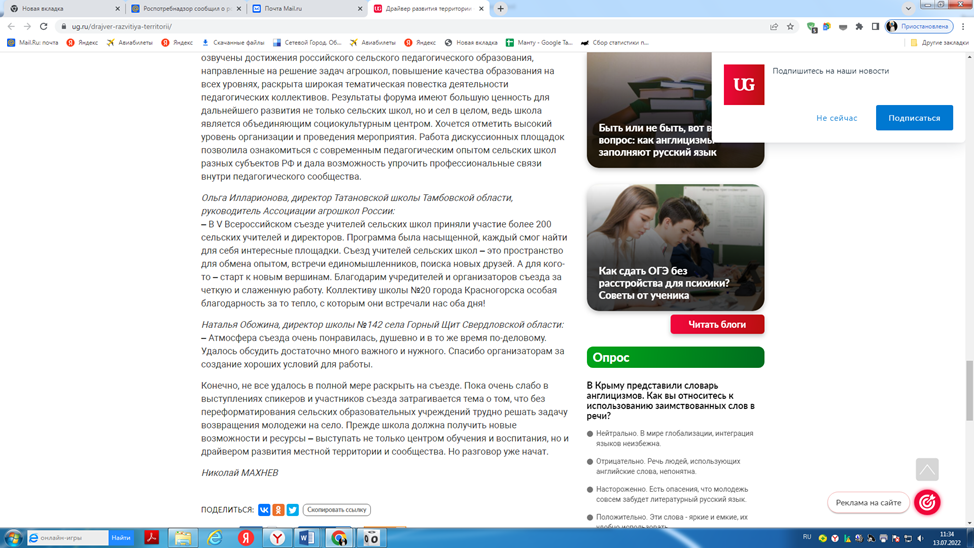 Новая вкладка
Роспотребнадзор сообщил о р
Почта Mail.ru
Драйвер развития территории
ug.ru/drajver-razvitiya-territorii/
Приостановлена
Mail.Ru: почта
Яндекс
Авиабилеты
Яндекс
Скачанные файлы
Сетевой Город. Об...
Авиабилеты
Яндекс
Новая вкладка
Манту - Google Та...
Сбор статистики п...
Другие закладки
озвучены достижения российского сельского педагогического образования,
направленные на решение задач агрошкол, повышение качества образования на
всех уровнях, раскрыта широкая тематическая повестка деятельности
педагогических коллективов. Результаты форума имеют большую ценность для
дальнейшего развития не только сельских школ, но и сел в целом, ведь школа
является объединяющим социокультурным центром. Хочется отметить высокий
уровень организации и проведения мероприятия. Работа дискуссионных площадок
позволила ознакомиться с современным педагогическим опытом сельских школ
разных субъектов РФ и дала возможность упрочить профессиональные связи
внутри педагогического сообщества.
Ольга Илларионова, директор Татановской школы Тамбовской области,
руководитель Ассоциации агрошкол России:
– В V Всероссийском съезде учителей сельских школ приняли участие более 200
сельских учителей и директоров. Программа была насыщенной, каждый смог найти
для себя интересные площадки. Съезд учителей сельских школ – это пространство
для обмена опытом, встречи единомышленников, поиска новых друзей. А для кого-
то – старт к новым вершинам. Благодарим учредителей и организаторов съезда за
четкую и слаженную работу. Коллективу школы №20 города Красногорска особая
благодарность за то тепло, с которым они встречали нас оба дня!
Наталья Обожина, директор школы №142 села Горный Щит Свердловской области:
– Атмосфера съезда очень понравилась, душевно и в то же время по-деловому.
Удалось обсудить достаточно много важного и нужного. Спасибо организаторам за
создание хороших условий для работы.
Конечно, не все удалось в полной мере раскрыть на съезде. Пока очень слабо в
выступлениях спикеров и участников съезда затрагивается тема о том, что без
переформатирования сельских образовательных учреждений трудно решать задачу
возвращения молодежи на село. Прежде школа должна получить новые
возможности и ресурсы – выступать не только центром обучения и воспитания, но и
драйвером развития местной территории и сообщества. Но разговор уже начат.
Николай МАХНЕВ
ПОДЕЛИТЬСЯ:
Скопировать ссылку
UG
Подпишитесь на наши новости
Не сейчас
Подписаться
Быть или не быть, вот в
вопрос: как англицизмы
заполняют русский язык
Как сдать ОГЭ без
расстройства для психики?
Советы от ученика
Читать блоги
Опрос
В Крыму представили словарь
англицизмов. Как вы относитесь к
использованию заимствованных слов в
речи?
Нейтрально. В мире глобализации, интеграция
языков неизбежна.
Отрицательно. Речь людей, использующих
английские слова, непонятна.
Настороженно. Есть опасения, что молодежь
совсем забудет литературный русский язык.
Положительно. Эти слова - яркие и емкие, их
удобно использовать.
Реклама на сайте
онлайн-игры
Найти
RU
11:34
13.07.2022